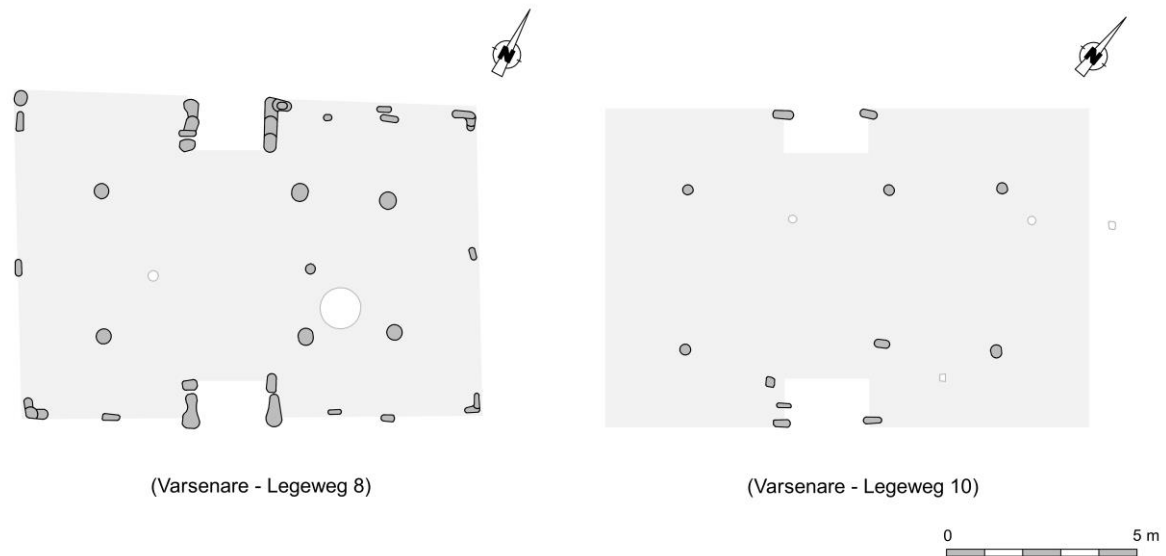 N
N
(Varsenare - Legeweg 8)
(Varsenare - Legeweg 10)
0 5 m